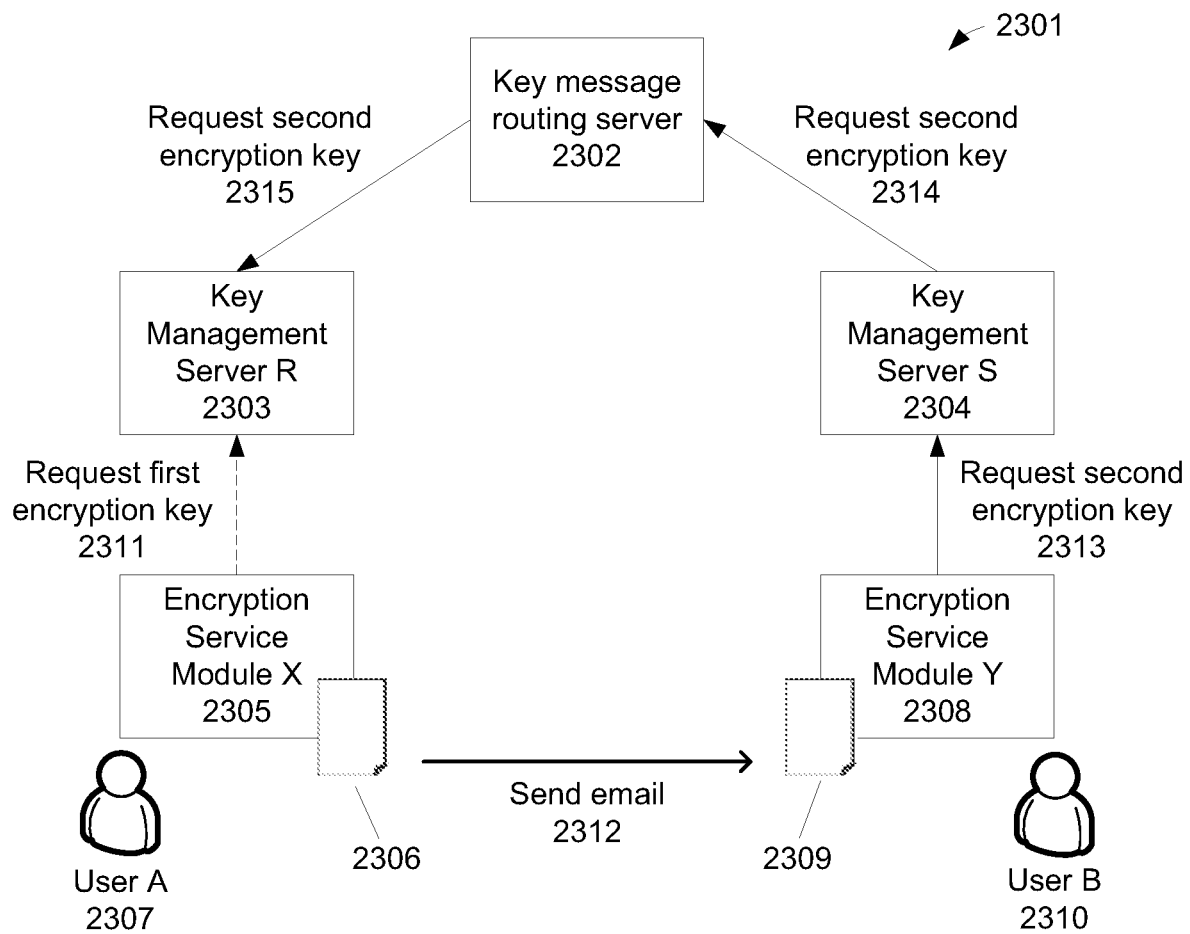 2301
Key message
routing server
2302
Request second
encryption key
2315
Request second
encryption key
2314
Key
Management
Server R
2303
Key
Management
Server S
2304
Request first
encryption key
2311
Request second
encryption key
2313
Encryption
Service
Module X
2305
Encryption
Service
Module Y
2308
Send email
2312
2306
2309
User A
2307
User B
2310